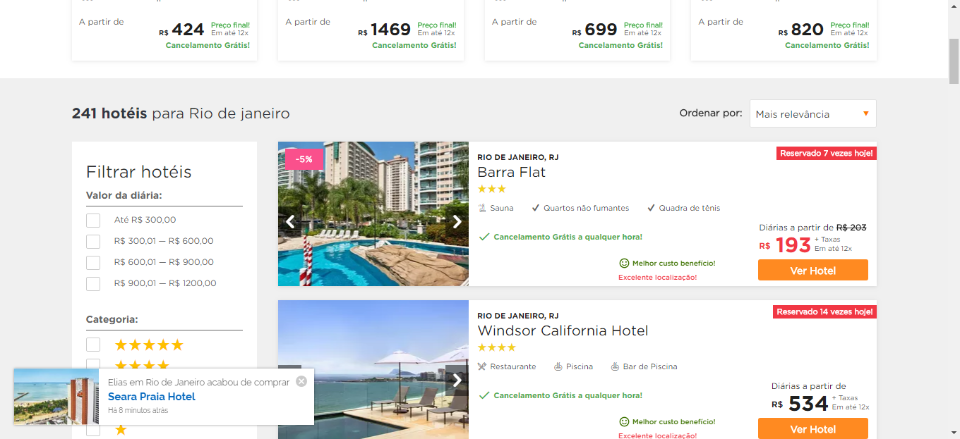 A partir de
R$ 424 Preço final!
Em até 12x
Cancelamento Grátis!
A partir de
R$ 1469 Preço final!
Em até 12x
Cancelamento Grátis!
A partir de
R$ 699 Preço final!
Em até 12x
Cancelamento Grátis!
A partir de
R$ 820 Preço final!
Em até 12x
Cancelamento Grátis!
241 hotéis para Rio de janeiro
Ordenar por: Mais relevância
Filtrar hotéis
Valor da diária:
Até R$ 300,00
R$ 300,01 — R$ 600,00
R$ 600,01 — R$ 900,00
R$ 900,01 — R$ 1200,00
Categoria:
-5%
Reservado 7 vezes hoje!
RIO DE JANEIRO, RJ
Barra Flat
Sauna Quartos não fumantes Quadra de tênis
Cancelamento Grátis a qualquer hora!
Melhor custo benefício!
Excelente localização!
Diárias a partir de R$ 203
R$ 193 + Taxas
Em até 12x
Ver Hotel
Reservado 14 vezes hoje!
RIO DE JANEIRO, RJ
Windsor California Hotel
Restaurante Piscina Bar de Piscina
Cancelamento Grátis a qualquer hora!
Melhor custo benefício!
Excelente localização!
Diárias a partir de
R$ 534 + Taxas
Em até 12x
Ver Hotel
Elias em Rio de Janeiro acabou de comprar
Seara Praia Hotel
Há 8 minutos atrás